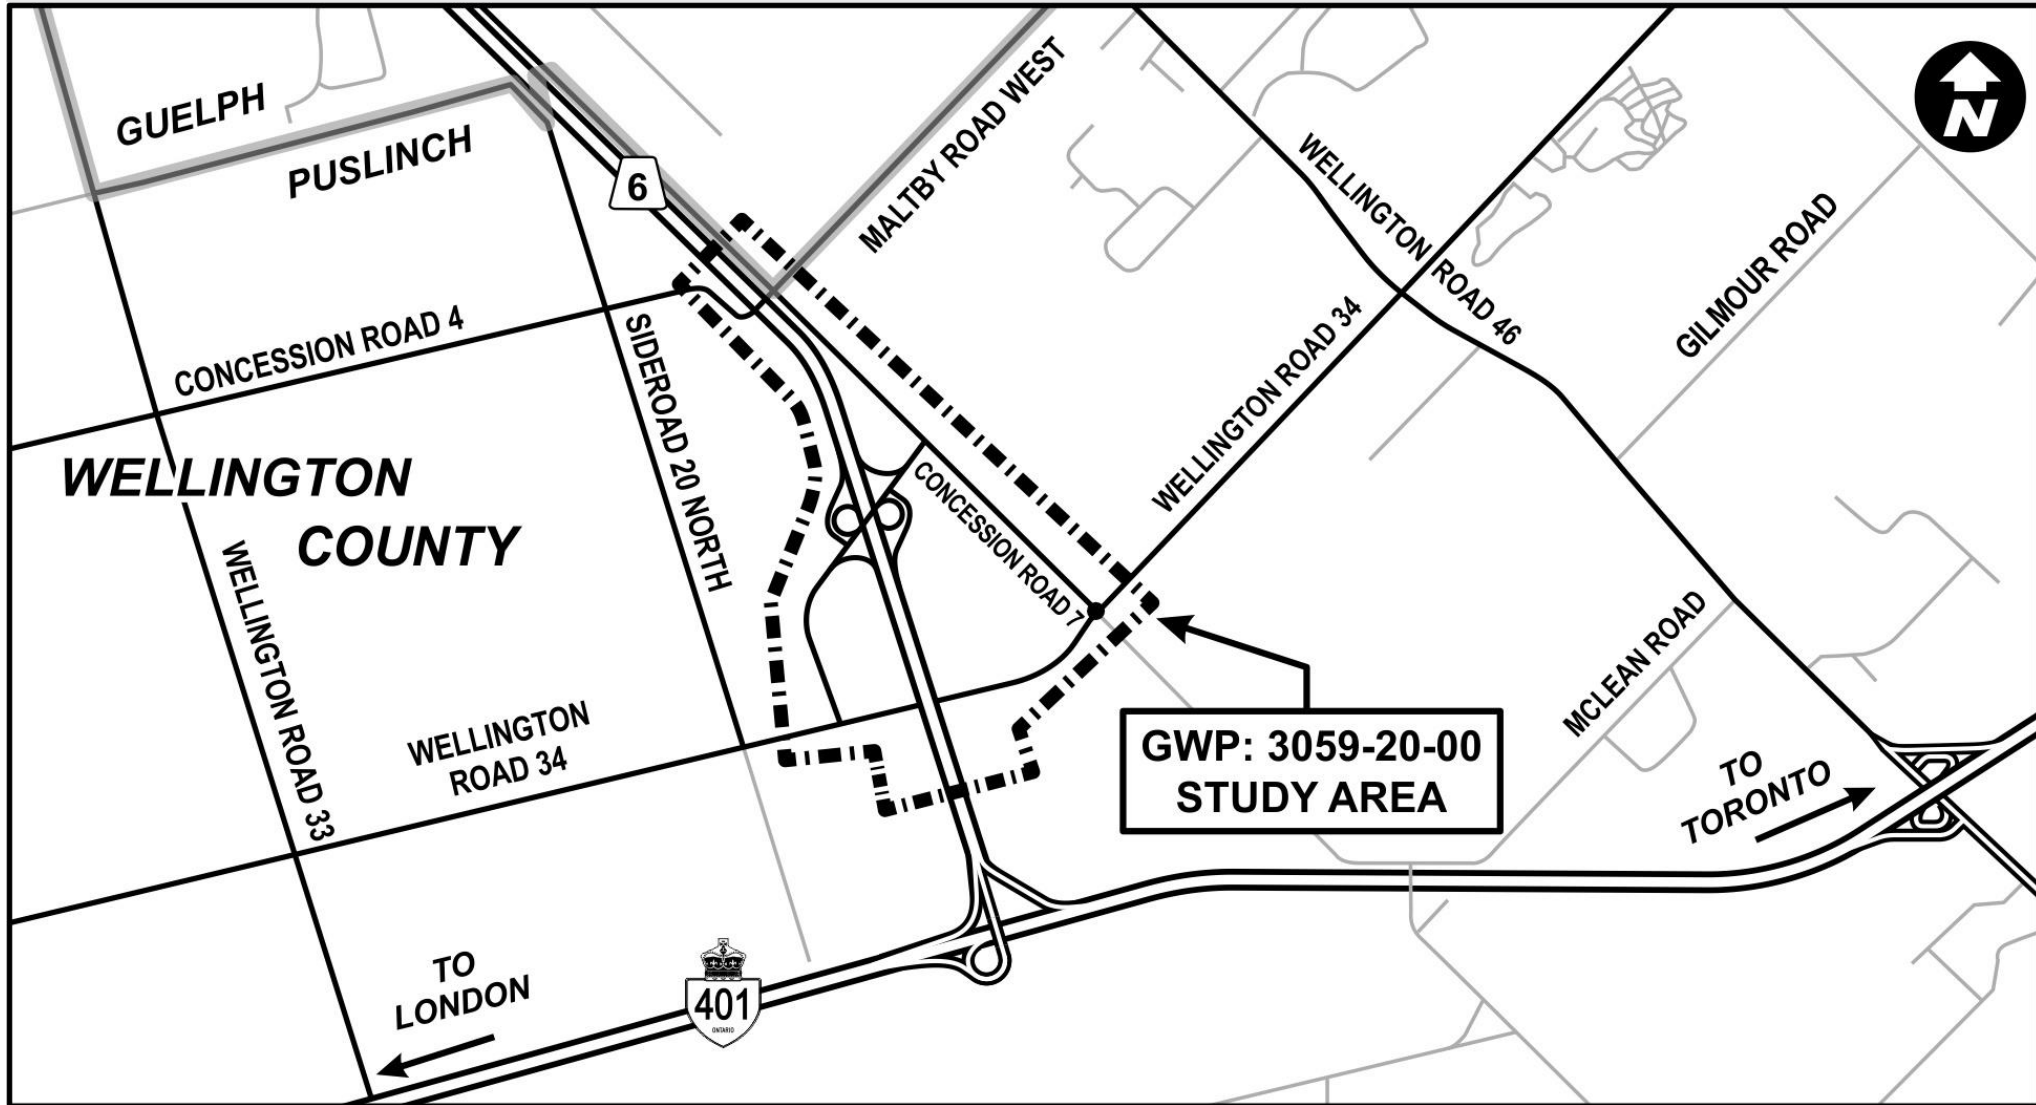 GUELPH
PUSLINCH
6
MALTBY ROAD WEST
WELLINGTON ROAD 46
N
GILMOUR ROAD
CONCESSION ROAD 4
SIDEROAD 20 NORTH
WELLINGTON ROAD 34
WELLINGTON
COUNTY
CONCESSION ROAD 7
WELLINGTON ROAD 33
WELLINGTON
ROAD 34
MCLEAN ROAD
GWP: 3059-20-00
STUDY AREA
TO
TORONTO
TO
LONDON
401
ONTARIO